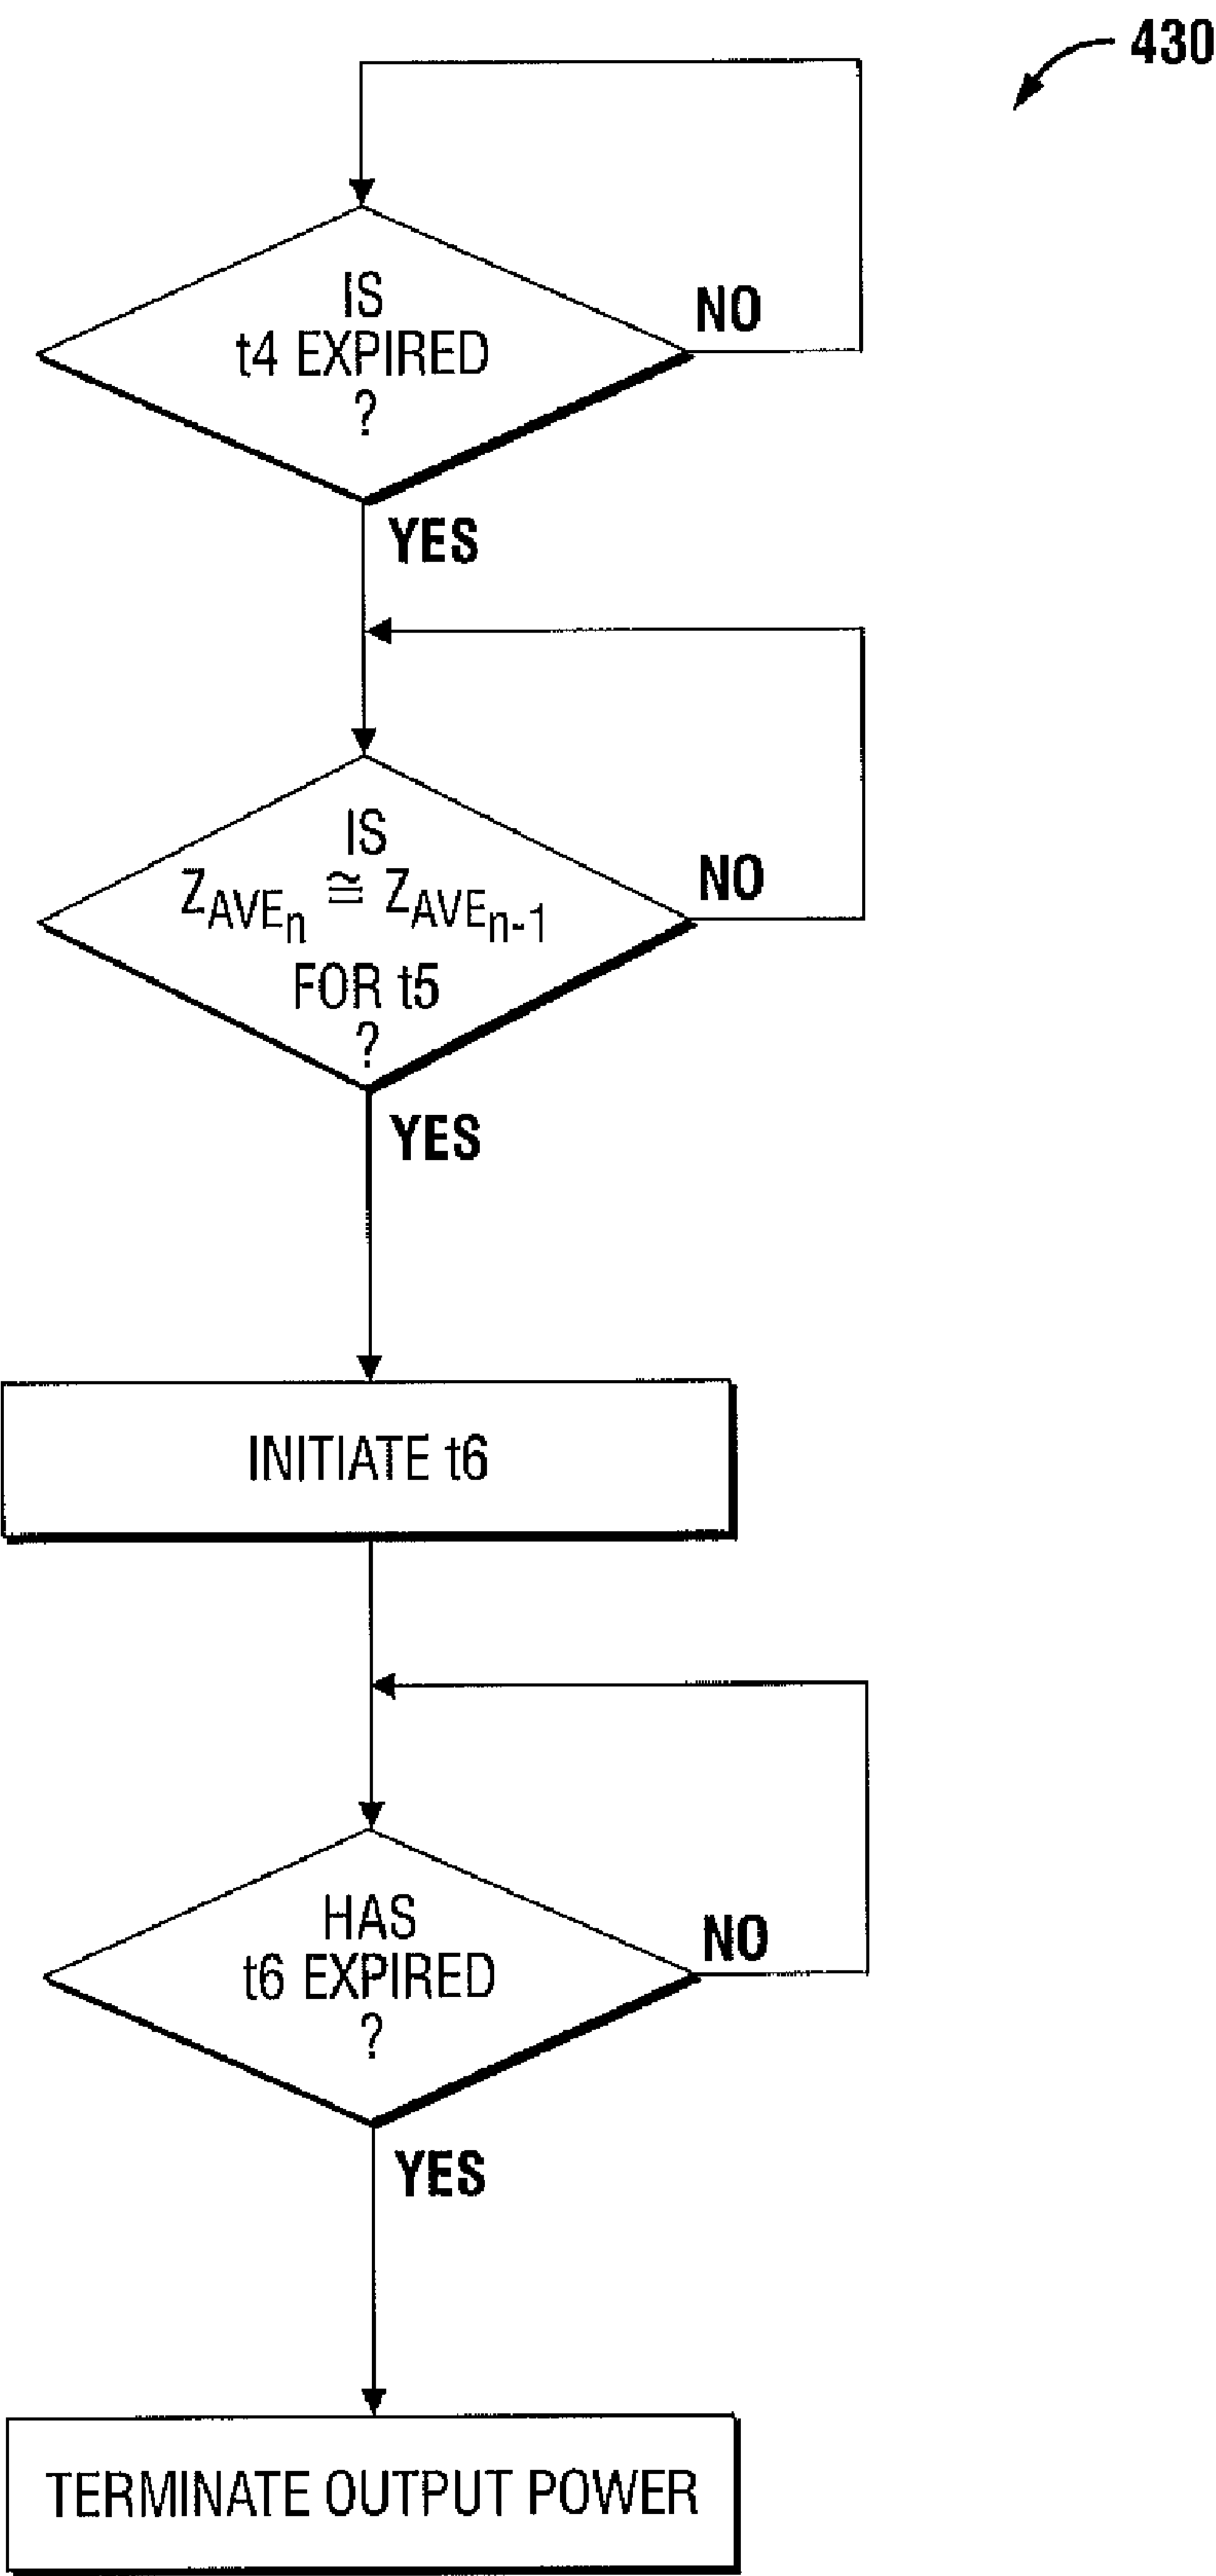 430
IS
t4 EXPIRED
?
NO
YES
IS
Z_AVE_n ≅ Z_AVE_n-1
FOR t5
?
NO
YES
INITIATE t6
HAS
t6 EXPIRED
?
NO
YES
TERMINATE OUTPUT POWER